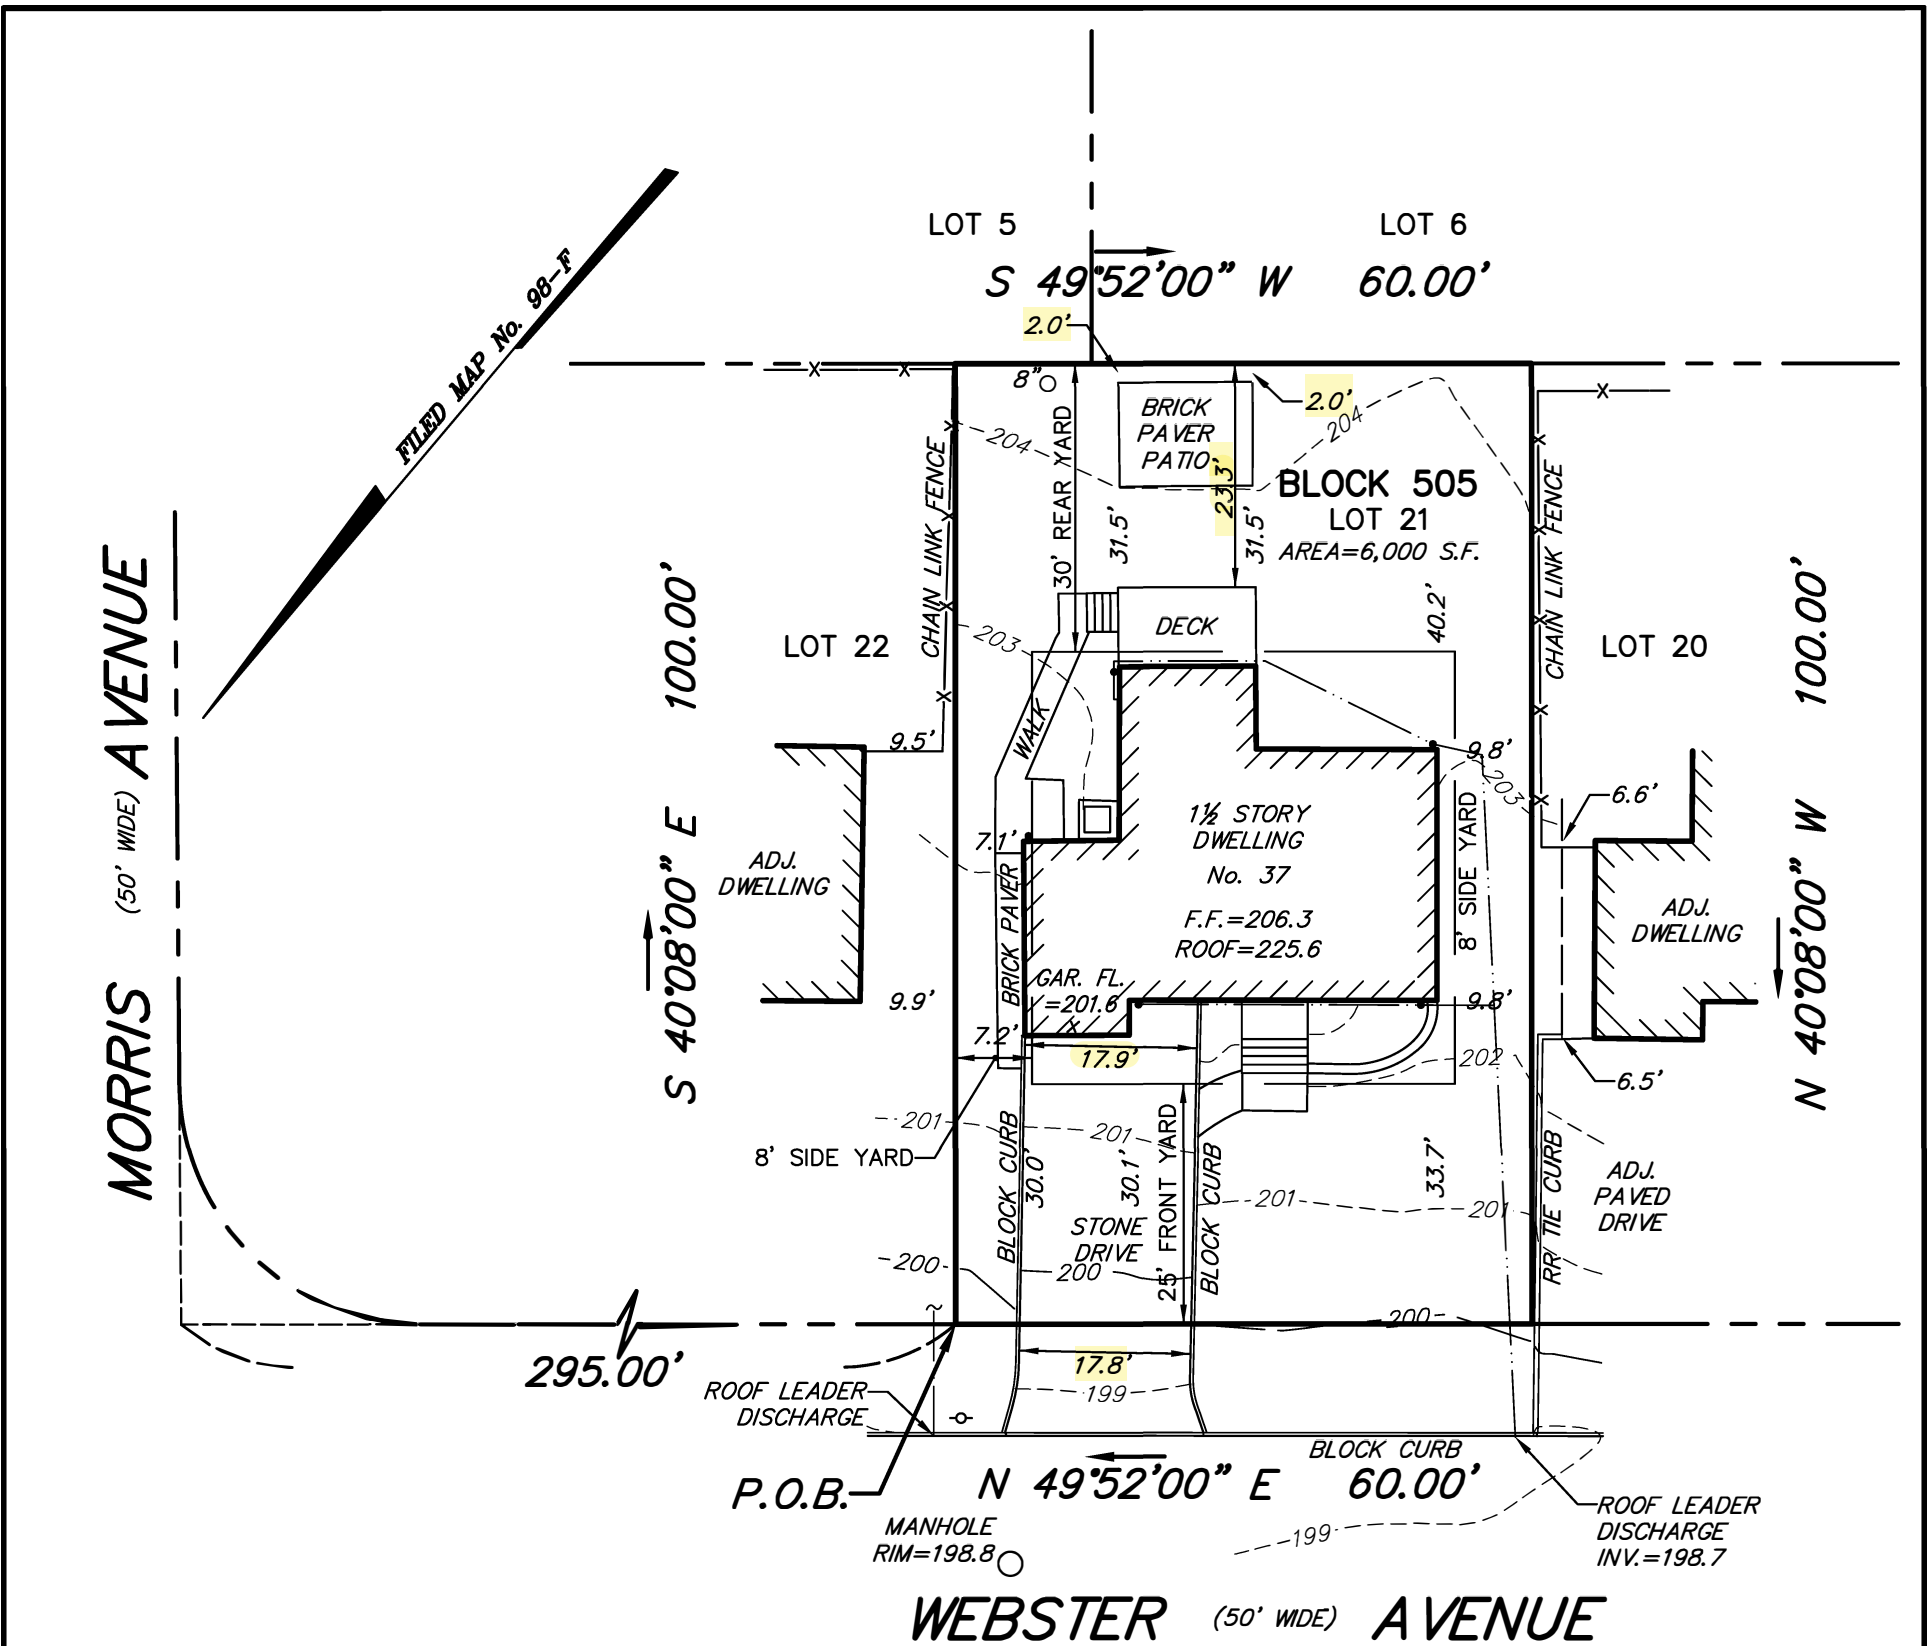 LOT 5
LOT 6
S 49°52'00" W 60.00'
2.0'
FILED MAP No. 98-F
8"
2.0'
BRICK
PAVER
PATIO
204
204
30' REAR YARD
23.3'
31.5'
31.5'
BLOCK 505
LOT 21
AREA=6,000 S.F.
CHAIN LINK FENCE
CHAIN LINK FENCE
40.2'
DECK
203
LOT 22
LOT 20
MORRIS (50' WIDE) AVENUE
S 40°08'00" E 100.00'
N 40°08'00" W 100.00'
WALK
9.5'
9.8'
203
6.6'
1½ STORY
DWELLING
No. 37
F.F.=206.3
ROOF=225.6
7.1'
8' SIDE YARD
ADJ.
DWELLING
ADJ.
DWELLING
BRICK PAVER
GAR. FL.
=201.6
9.9'
9.8'
7.2'
17.9'
202
6.5'
201
201
8' SIDE YARD
BLOCK CURB
30.0'
30.1'
25' FRONT YARD
BLOCK CURB
33.7'
RR TIE CURB
ADJ.
PAVED
DRIVE
201
201
STONE
DRIVE
200
200
200
295.00'
17.8'
199
ROOF LEADER
DISCHARGE
BLOCK CURB
P.O.B.
N 49°52'00" E 60.00'
MANHOLE
RIM=198.8
199
ROOF LEADER
DISCHARGE
INV.=198.7
WEBSTER (50' WIDE) AVENUE